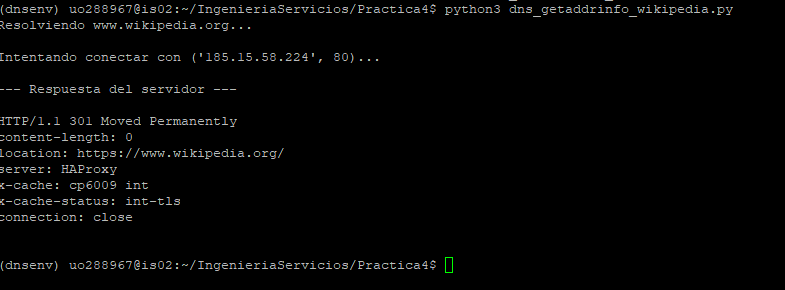 (dnsenv) uo288967@is02:~/IngenieriaServicios/Practica4$ python3 dns_getaddrinfo_wikipedia.py
Resolviendo www.wikipedia.org...
Intentando conectar con ('185.15.58.224', 80)...
--- Respuesta del servidor ---
HTTP/1.1 301 Moved Permanently
content-length: 0
location: https://www.wikipedia.org/
server: HAProxy
x-cache: cp6009 int
x-cache-status: int-tls
connection: close
(dnsenv) uo288967@is02:~/IngenieriaServicios/Practica4$